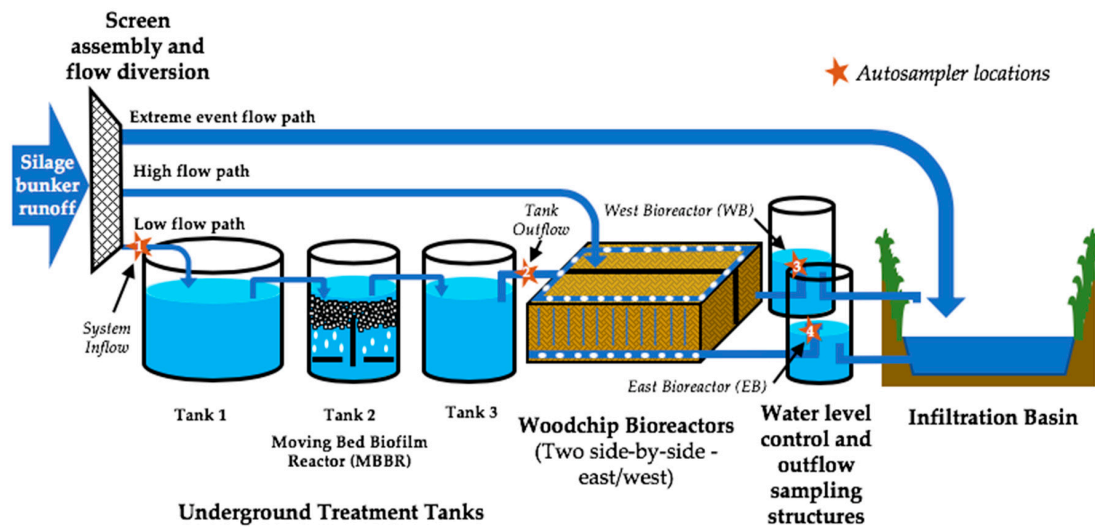 Screen
assembly and
flow diversion
Autosampler locations
Extreme event flow path
Silage
bunker
runoff
High flow path
Low flow path
1
System
Inflow
Tank
Outflow
2
West Bioreactor (WB)
3
4
East Bioreactor (EB)
Tank 1
Tank 2
Moving Bed Biofilm
Reactor (MBBR)
Tank 3
Underground Treatment Tanks
Woodchip Bioreactors
(Two side-by-side -
east/west)
Water level
control and
outflow
sampling
structures
Infiltration Basin